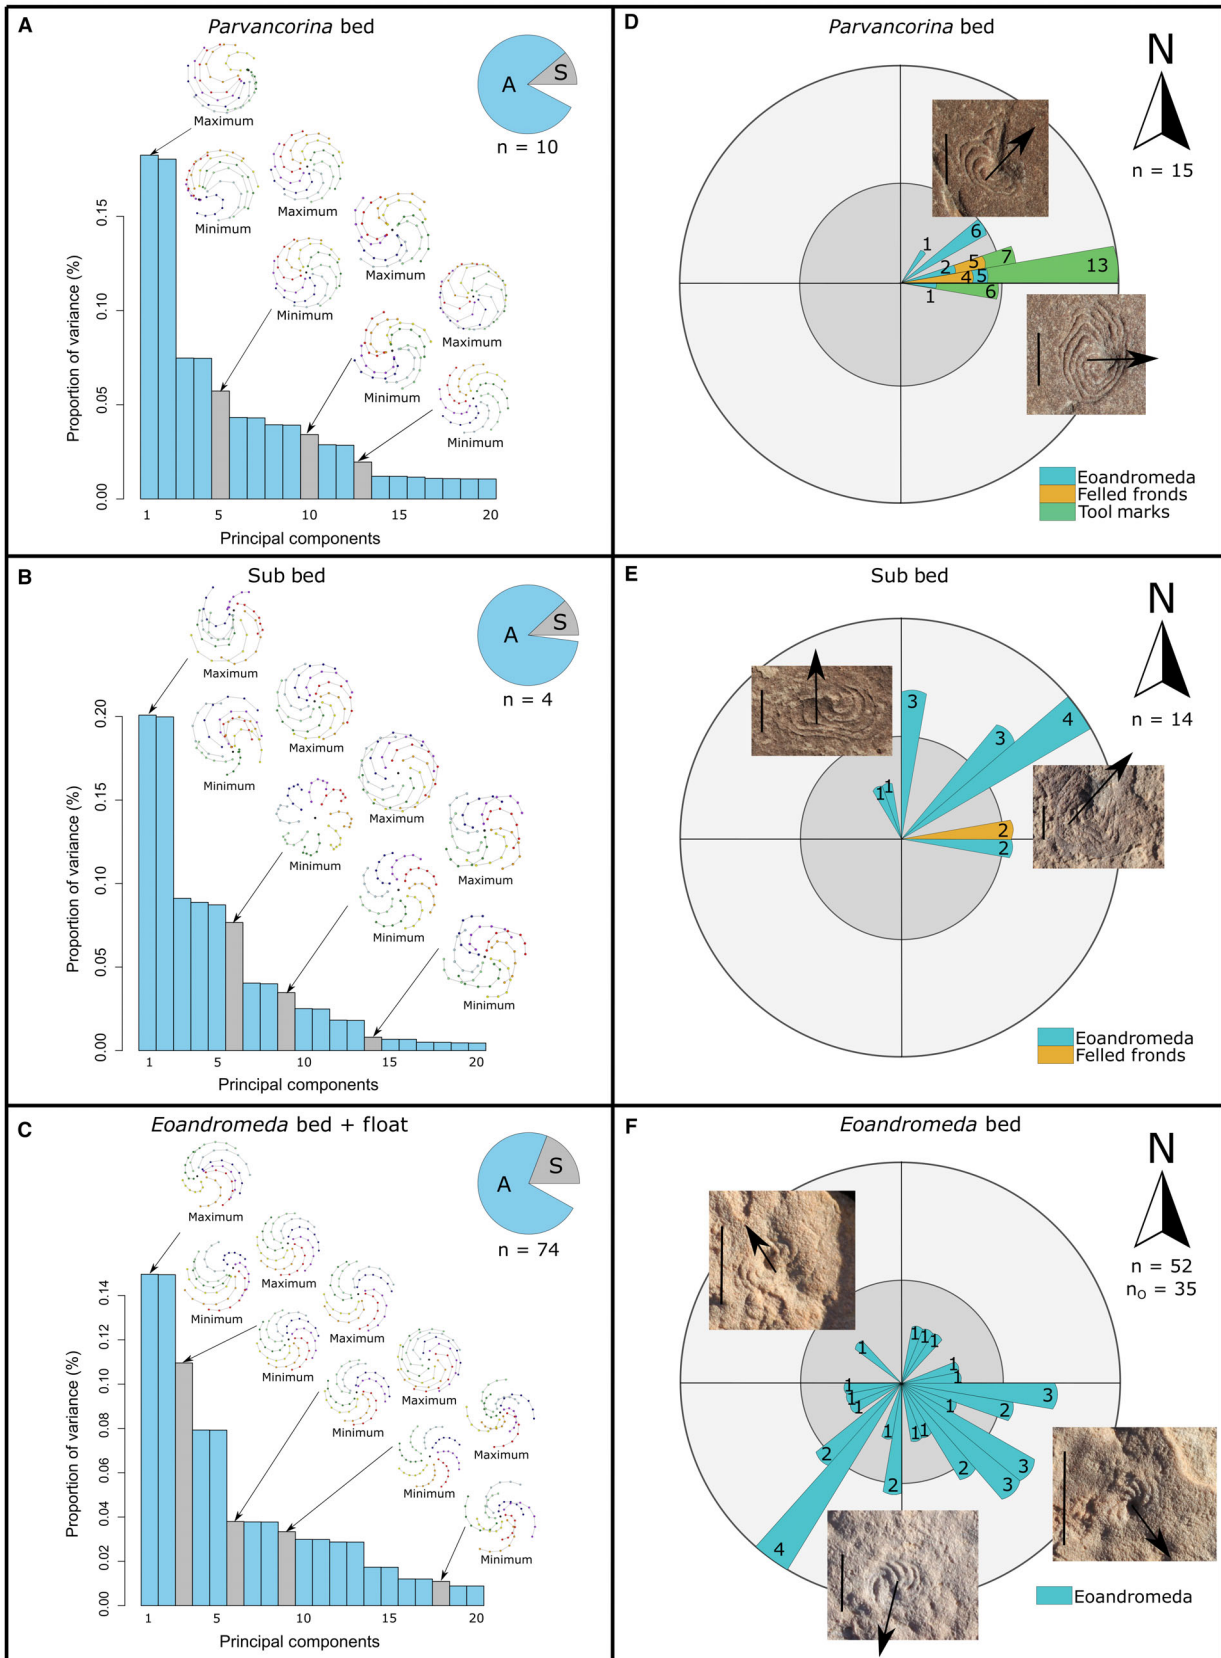 A
Parvancorina bed
A
S
n = 10
Maximum
Minimum
Maximum
Minimum
Maximum
Minimum
Maximum
Minimum
Proportion of variance (%)
0.15
0.10
0.05
0.00
1
5
10
15
20
Principal components
D
Parvancorina bed
N
n = 15
1
6
2
5
7
4
5
13
1
6
Eoandromeda
Felled fronds
Tool marks
B
Sub bed
A
S
n = 4
Maximum
Minimum
Maximum
Minimum
Maximum
Minimum
Maximum
Minimum
Proportion of variance (%)
0.20
0.15
0.10
0.05
0.00
1
5
10
15
20
Principal components
E
Sub bed
N
n = 14
1
1
3
3
4
2
2
Eoandromeda
Felled fronds
C
Eoandromeda bed + float
A
S
n = 74
Maximum
Minimum
Maximum
Minimum
Maximum
Minimum
Maximum
Minimum
Maximum
Minimum
Proportion of variance (%)
0.14
0.12
0.10
0.08
0.06
0.04
0.02
0.00
1
5
10
15
20
Principal components
F
Eoandromeda bed
N
n = 52
nO = 35
1
1
1
1
1
1
1
1
1
3
2
1
3
3
2
1
1
2
1
2
4
Eoandromeda